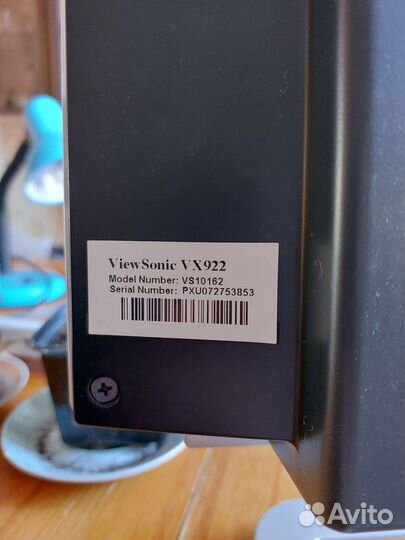 ViewSonic VX922
Model Number: VS10162
Serial Number: PXU072753853
Avito